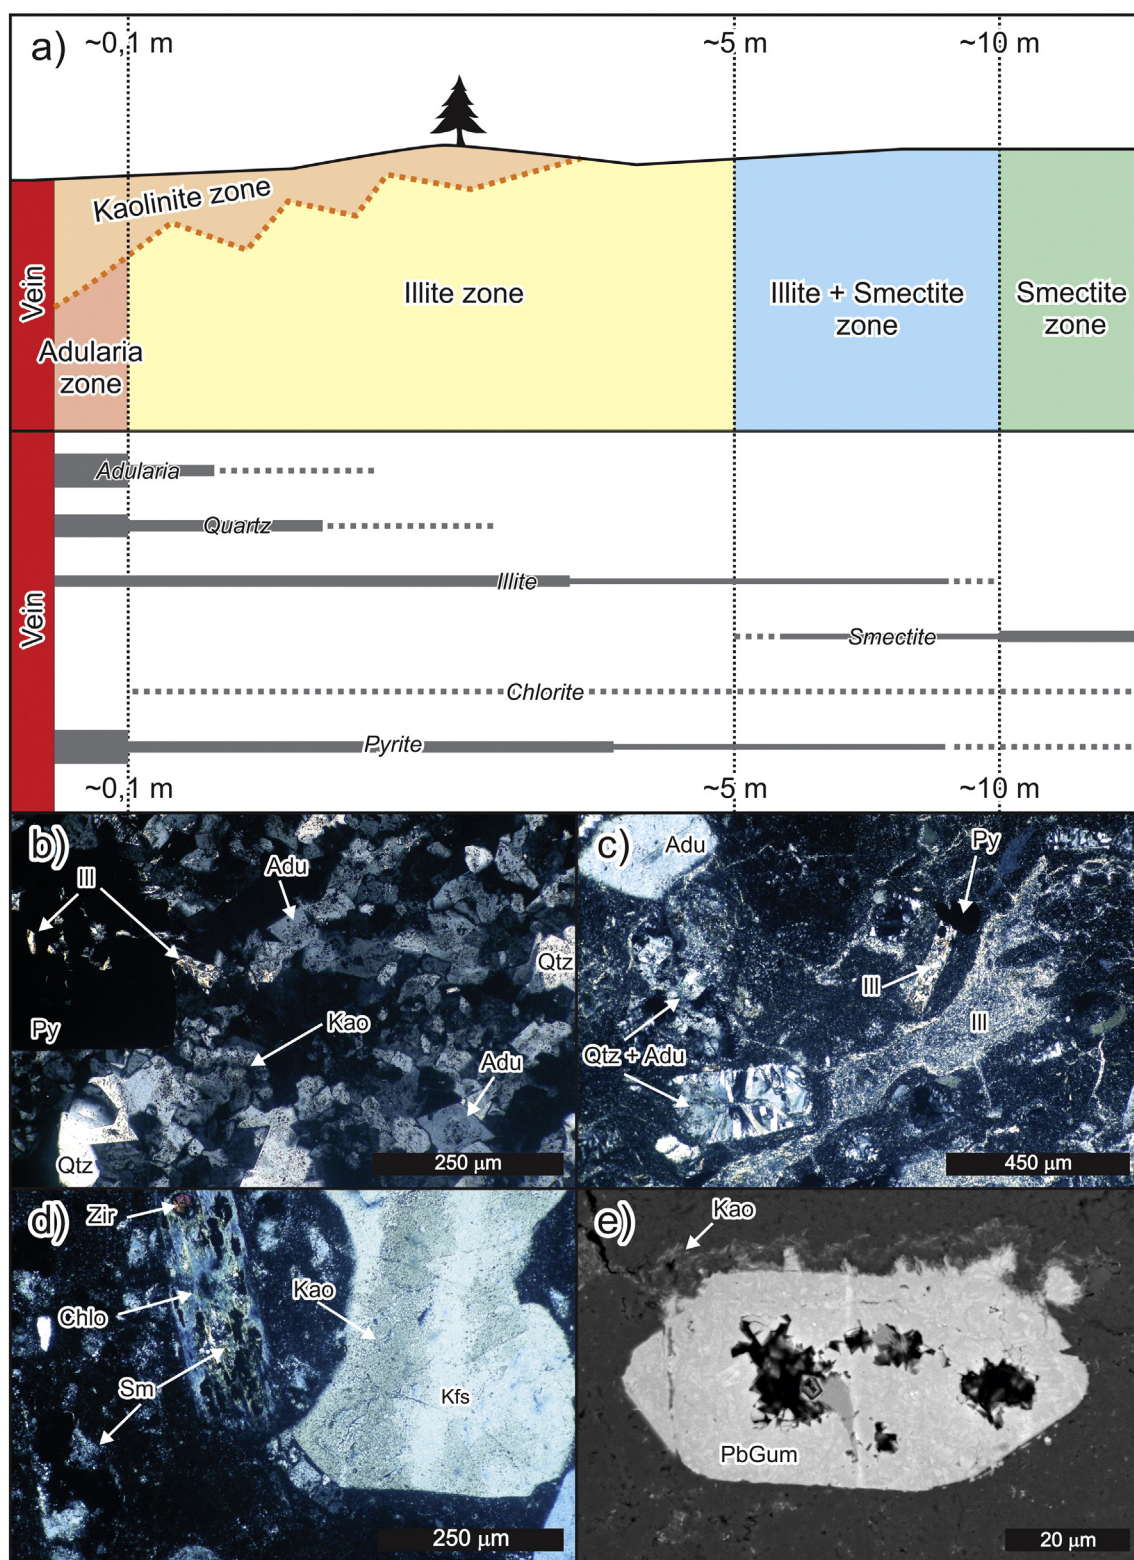 a)
~0,1 m
~5 m
~10 m
Kaolinite zone
Vein
Adularia
zone
Illite zone
Illite + Smectite
zone
Smectite
zone
Vein
Adularia
Quartz
Illite
Smectite
Chlorite
Pyrite
~0,1 m
~5 m
~10 m
b)
Ill
Adu
Qtz
Py
Kao
Adu
Qtz
250 µm
c)
Adu
Py
Ill
Ill
Qtz + Adu
450 µm
d)
Zir
Kao
Chlo
Sm
Kfs
250 µm
e)
Kao
PbGum
20 µm